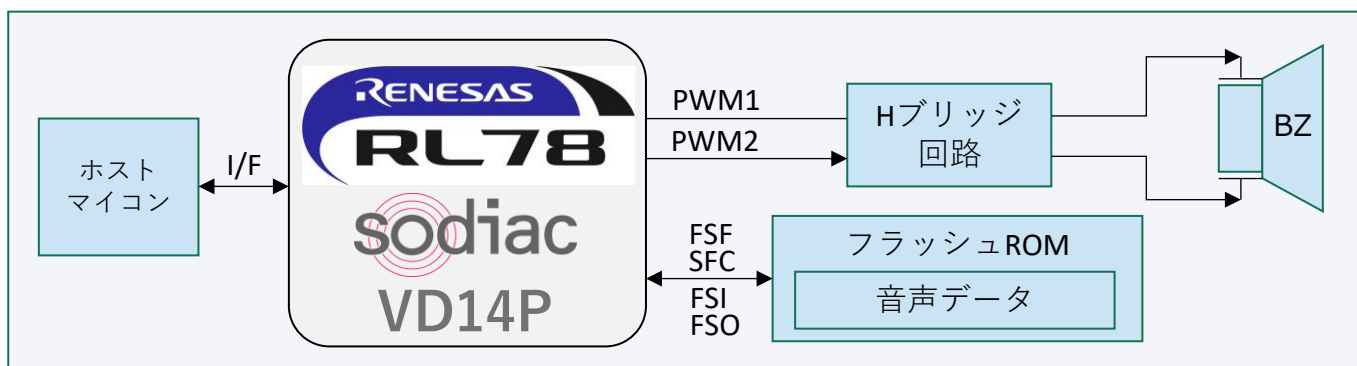 ホスト
マイコン
I/F
RENESAS
RL78
sodiac
VD14P
PWM1
PWM2
Hブリッジ
回路
BZ
FSF
SFC
FSI
FSO
フラッシュROM
音声データ